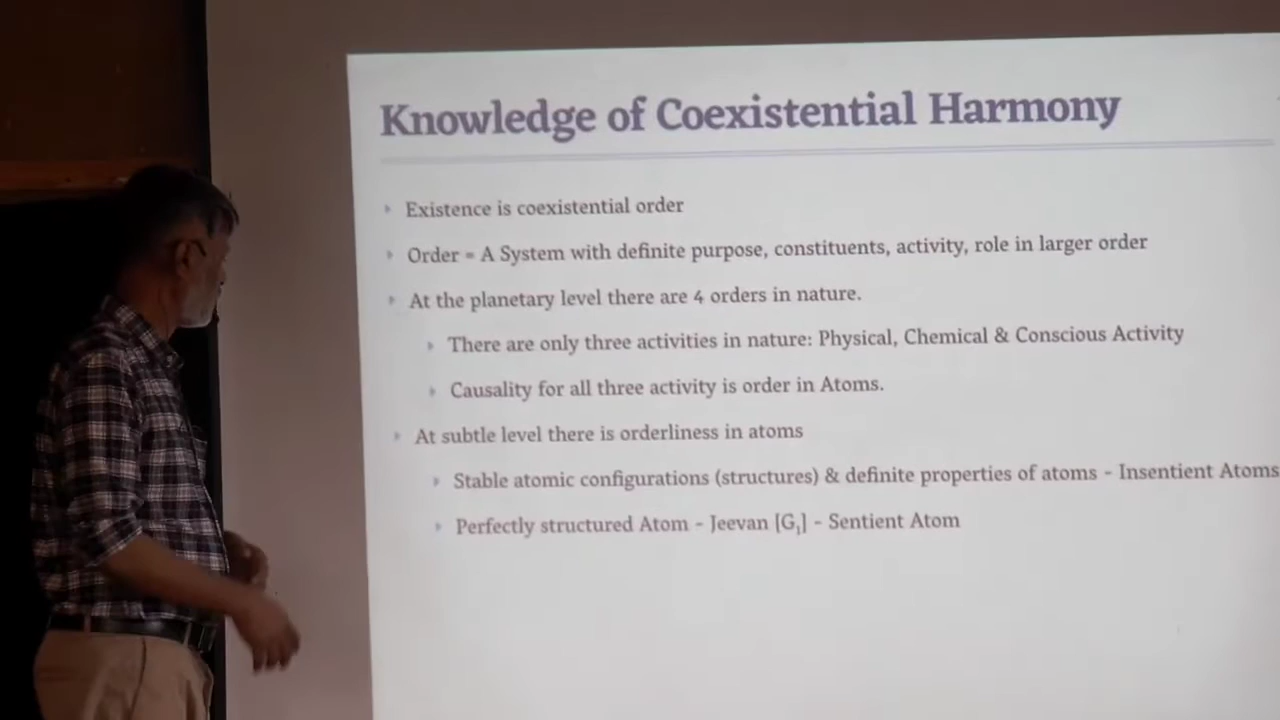 Knowledge of Coexistential Harmony
Existence is coexistential order
Order = A System with definite purpose, constituents, activity, role in larger order
At the planetary level there are 4 orders in nature.
There are only three activities in nature: Physical, Chemical & Conscious Activity
Causality for all three activity is order in Atoms.
At subtle level there is orderliness in atoms
Stable atomic configurations (structures) & definite properties of atoms - Insentient Atoms
Perfectly structured Atom - Jeevan [G₁] - Sentient Atom